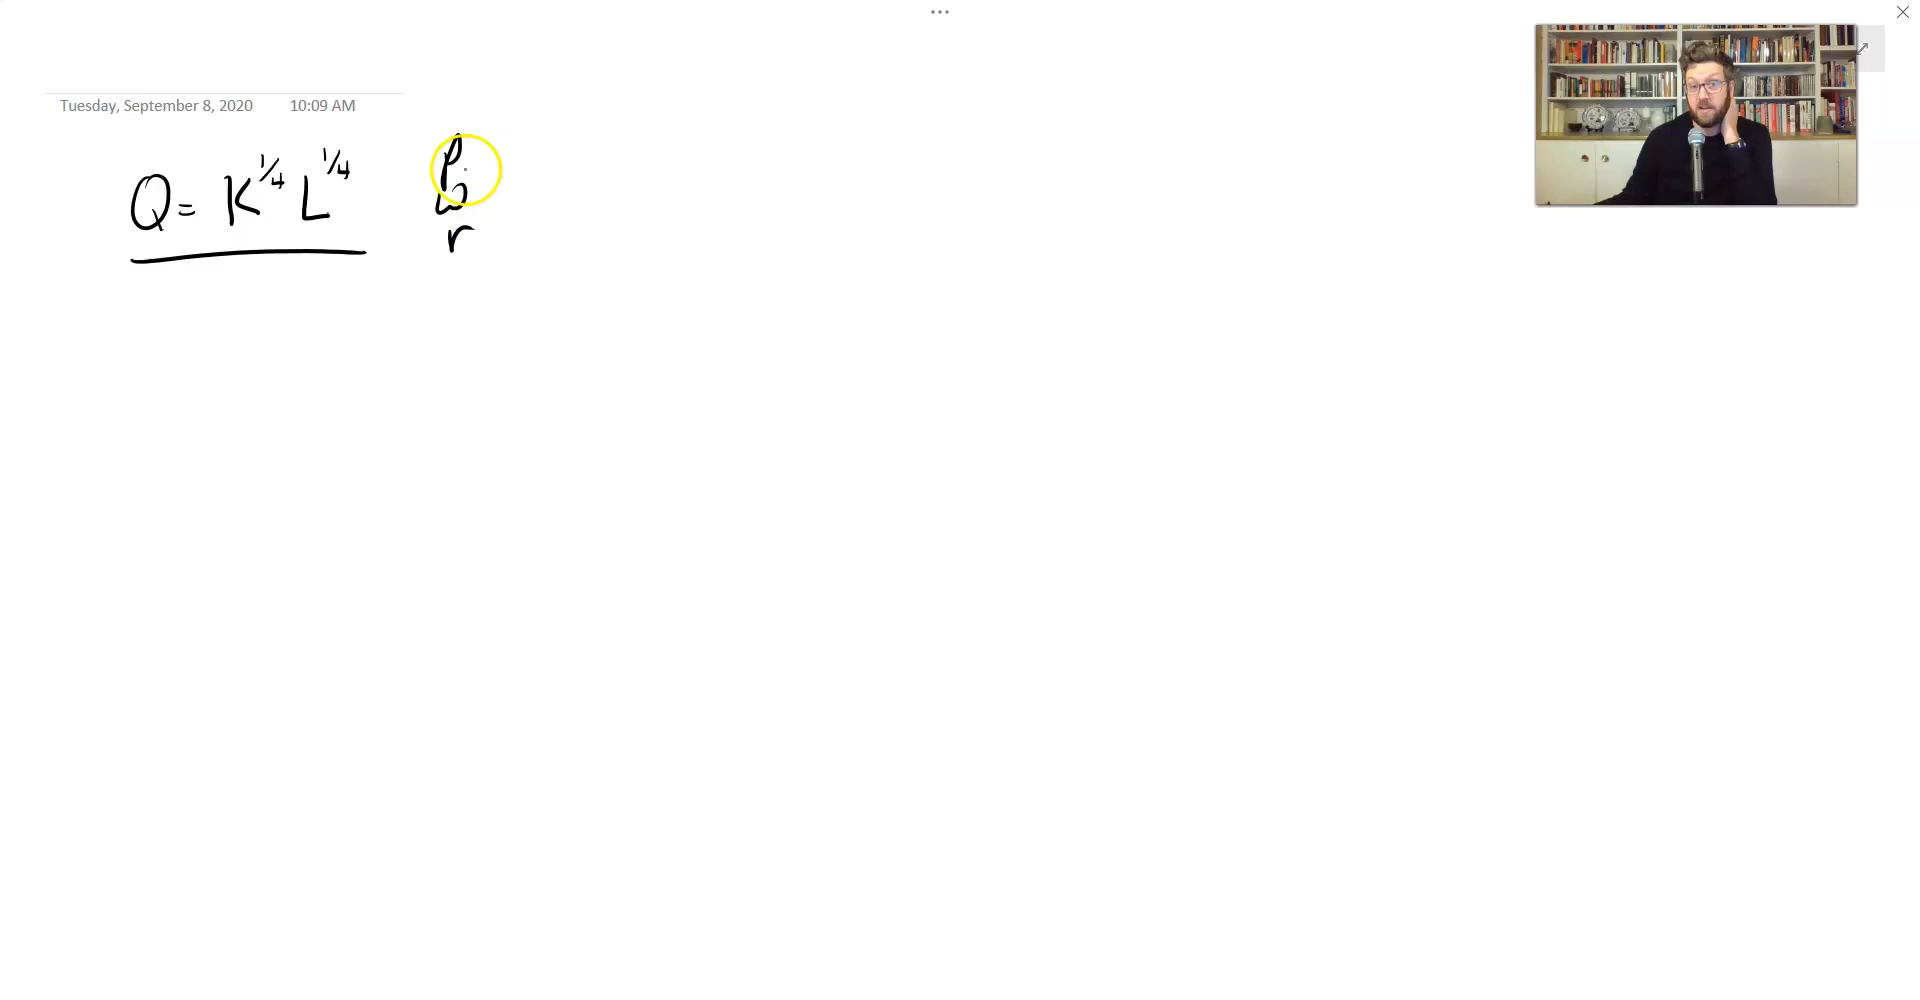 Tuesday, September 8, 2020 10:09 AM
Q = K^1/4 L^1/4
P
w
r